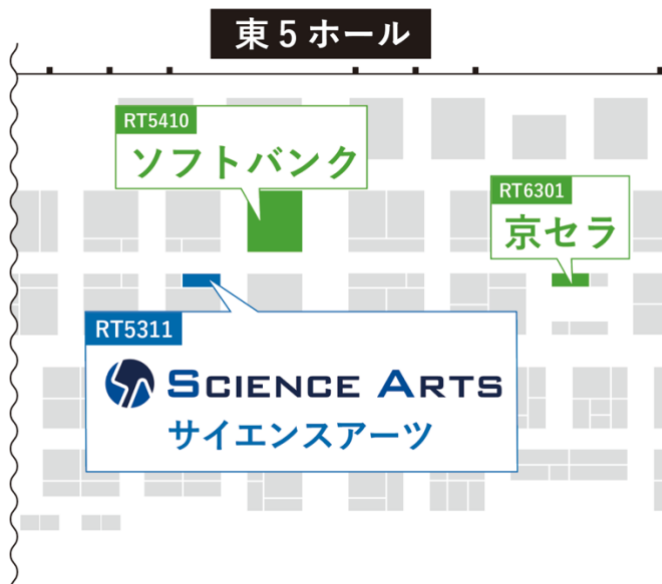 東5ホール
RT5410
ソフトバンク
RT6301
京セラ
RT5311
SCIENCE ARTS
サイエンスアーツ